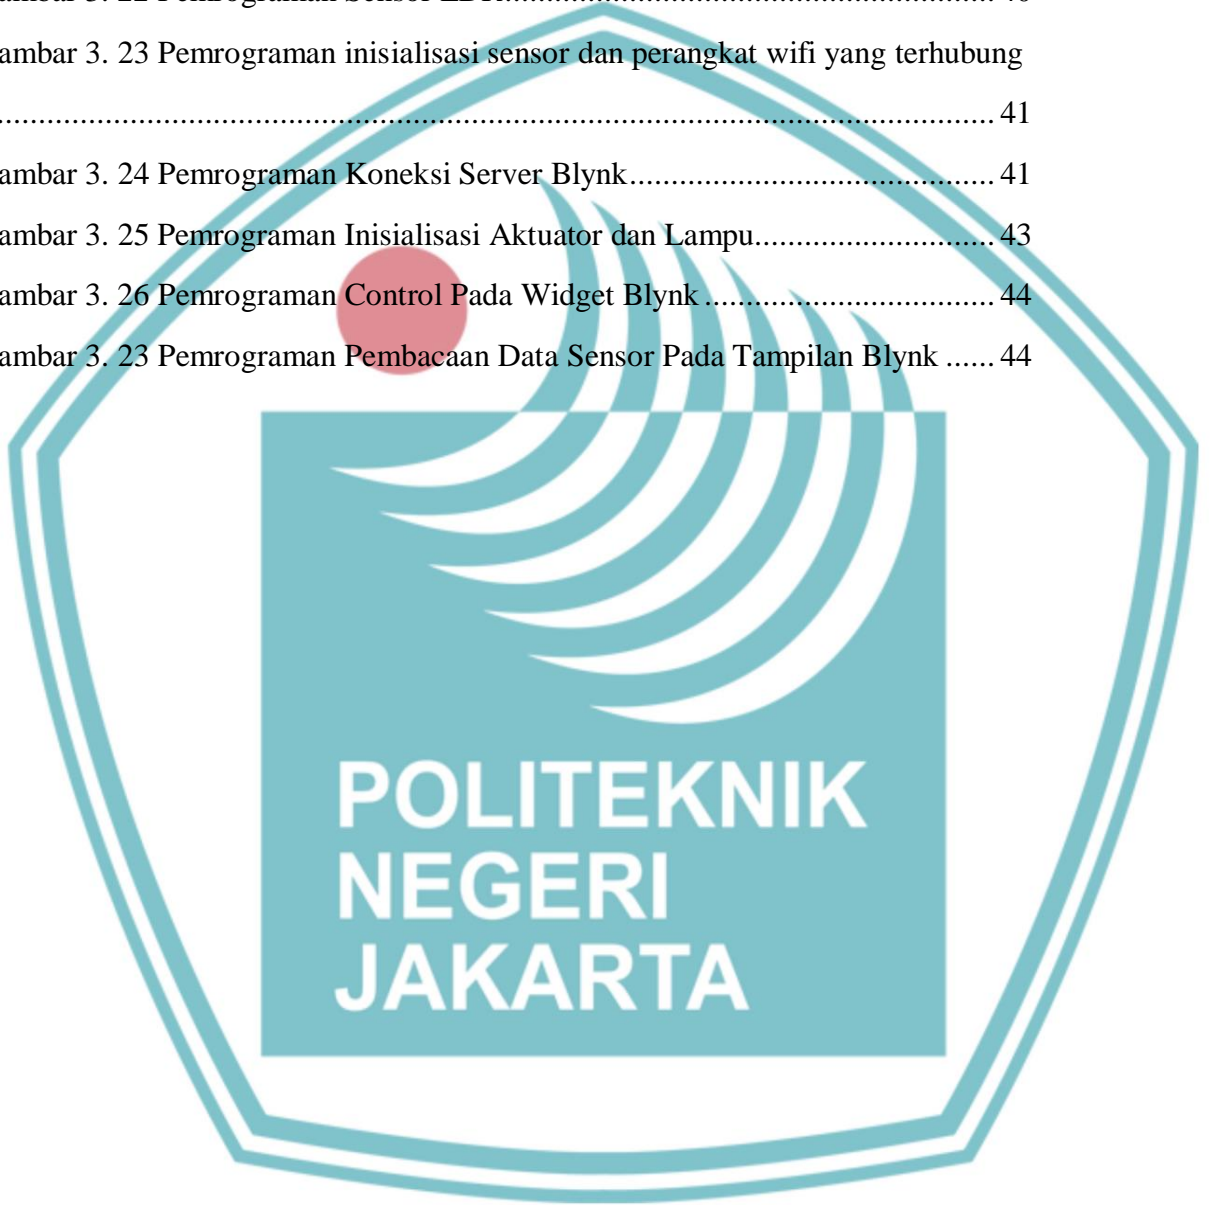 ambar 3. 23 Pemrograman inisialisasi sensor dan perangkat wifi yang terhubung
.................................................................................................... 41
ambar 3. 24 Pemrograman Koneksi Server Blynk..................................... 41
ambar 3. 25 Pemrograman Inisialisasi Aktuator dan Lampu........................ 43
ambar 3. 26 Pemrograman Control Pada Widget Blynk ............................. 44
ambar 3. 23 Pemrograman Pembacaan Data Sensor Pada Tampilan Blynk ...... 44
POLITEKNIK
NEGERI
JAKARTA